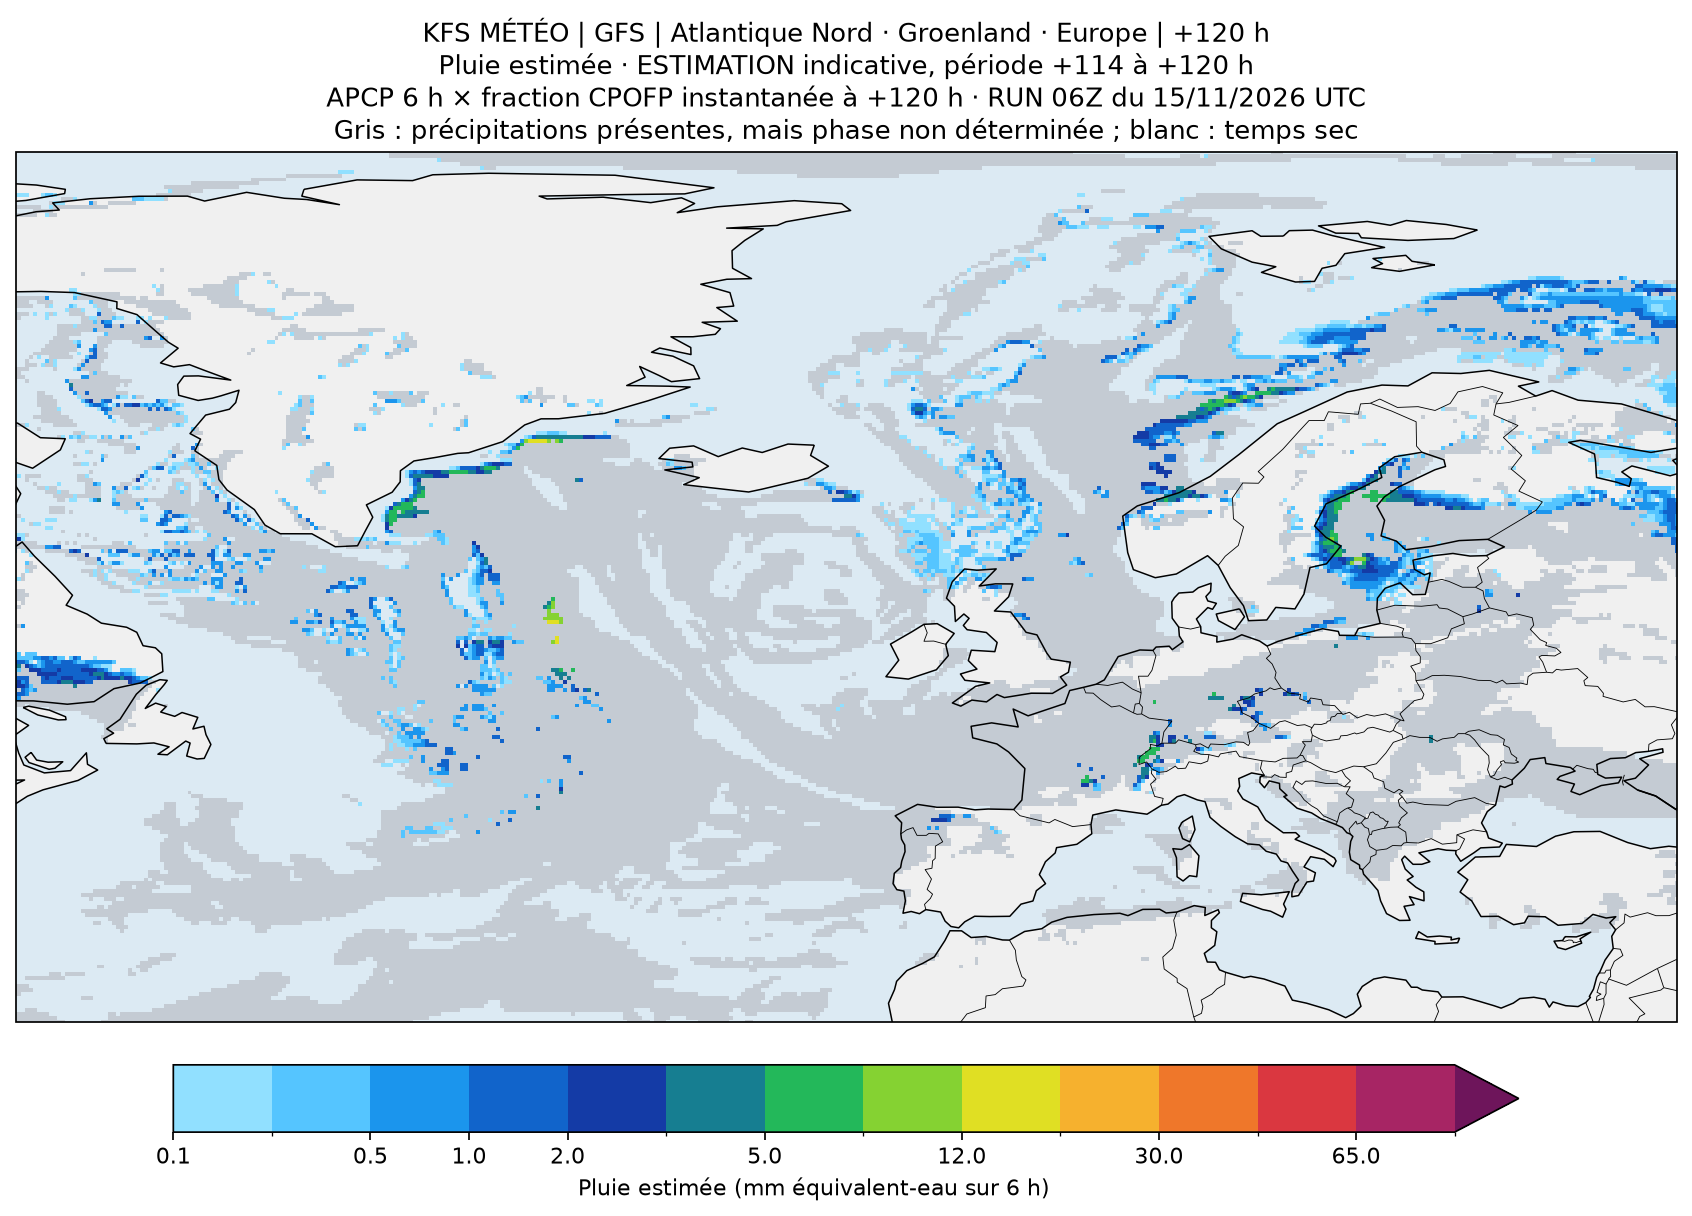 KFS MÉTÉO | GFS | Atlantique Nord · Groenland · Europe | +120 h
Pluie estimée · ESTIMATION indicative, période +114 à +120 h
APCP 6 h × fraction CPOFP instantanée à +120 h · RUN 06Z du 15/11/2026 UTC
Gris : précipitations présentes, mais phase non déterminée ; blanc : temps sec
0.1 0.5 1.0 2.0 5.0 12.0 30.0 65.0
Pluie estimée (mm équivalent-eau sur 6 h)